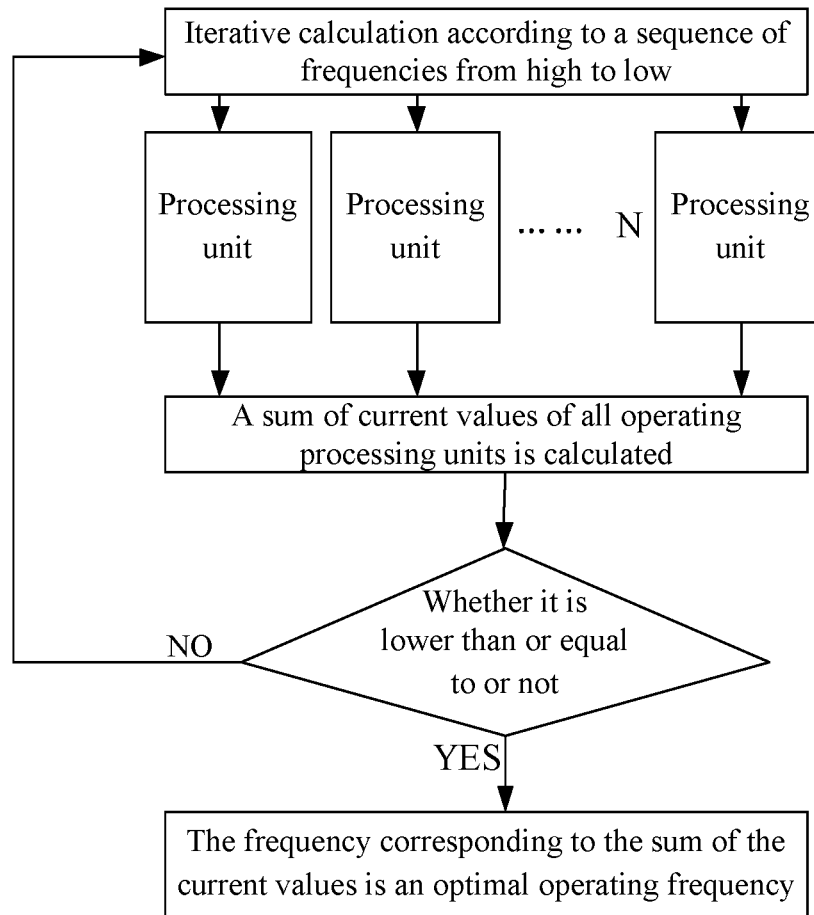 Iterative calculation according to a sequence of
frequencies from high to low
Processing
unit
Processing
unit
... ... N
Processing
unit
A sum of current values of all operating
processing units is calculated
Whether it is
lower than or equal
to or not
NO
YES
The frequency corresponding to the sum of the
current values is an optimal operating frequency